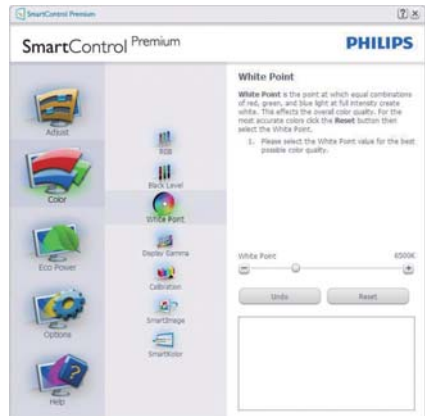 SmartControl Premium
SmartControl Premium
PHILIPS
Adjust
Color
Eco Power
Options
Help
RGB
Black Level
White Point
Display Gamma
Calibration
SmartImage
SmartKolor
White Point
White Point is the point at which equal combinations
of red, green, and blue light at full intensity create
white. This effects the overall color quality. For the
most accurate colors click the Reset button then
select the White Point.
1. Please select the White Point value for the best
possible color quality.
White Point 6500K
Undo Reset